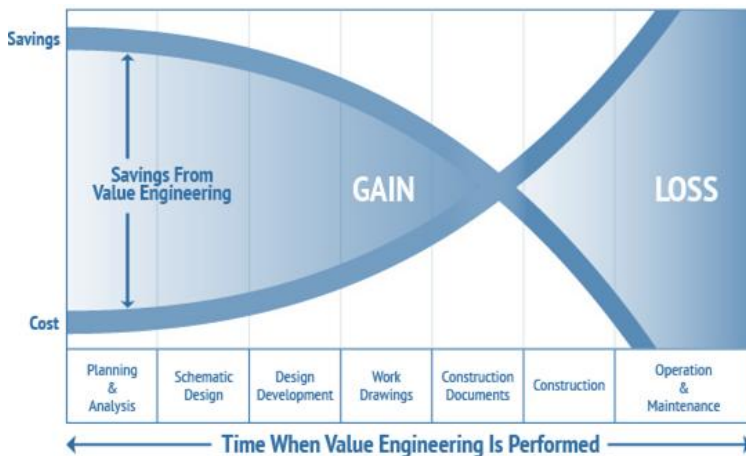 Savings
Savings From
Value Engineering
GAIN
LOSS
Cost
Planning
&
Analysis
Schematic
Design
Design
Development
Work
Drawings
Construction
Documents
Construction
Operation
&
Maintenance
Time When Value Engineering Is Performed